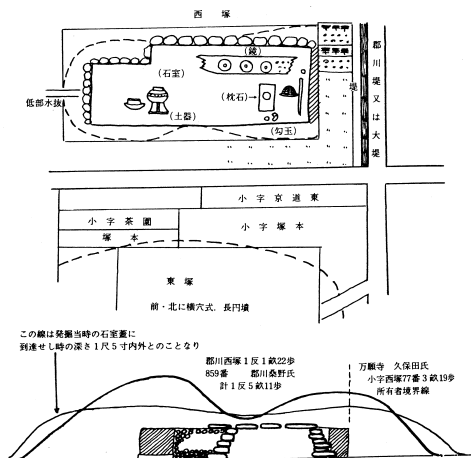 西塚
（鏡）
（石室）
（枕石）→
低部水抜
（土器）
（勾玉）
堤
郡川堤又は大堤
小字京道東
小字茶園
小字塚本
塚本
東塚
前・北に横穴式．長円墳
この線は発掘当時の石室蓋に
到達せし時の深さ１尺５寸内外とのことなり
郡川西塚１反１畝22歩
859番　郡川桑野氏
計１反５畝11歩
万願寺　久保田氏
小字西塚77番３畝19歩
所有者境界線